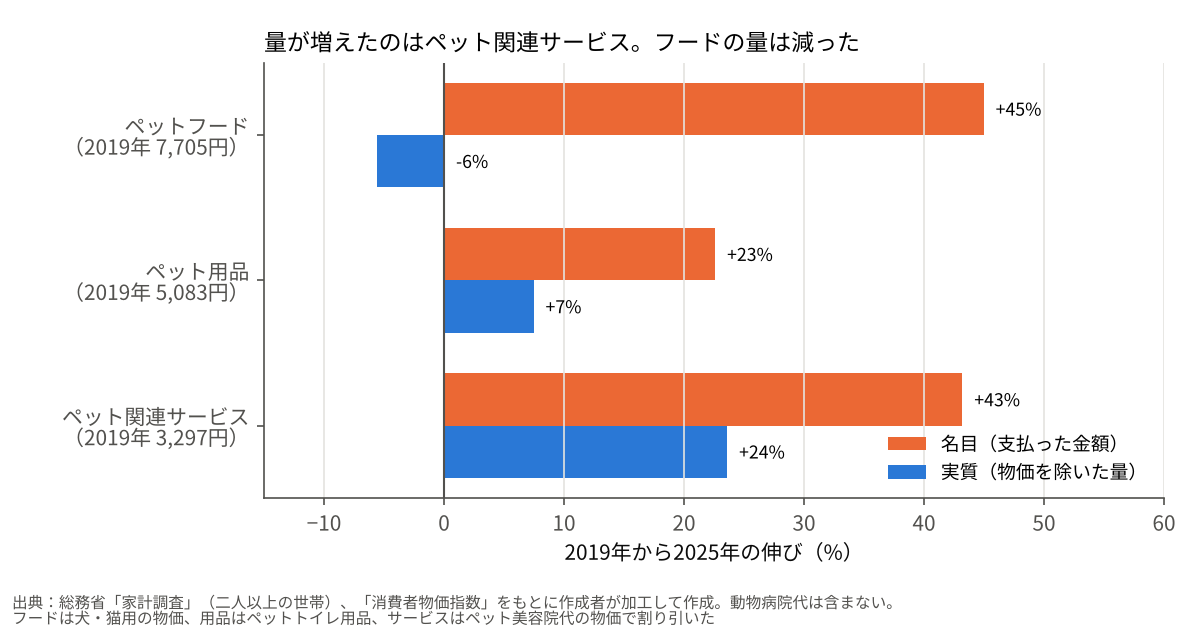 量が増えたのはペット関連サービス。フードの量は減った
ペットフード
（2019年 7,705円）
+45%
-6%
ペット用品
（2019年 5,083円）
+23%
+7%
ペット関連サービス
（2019年 3,297円）
+43%
+24%
名目（支払った金額）
実質（物価を除いた量）
−10 0 10 20 30 40 50 60
2019年から2025年の伸び（%）
出典：総務省「家計調査」（二人以上の世帯）、「消費者物価指数」をもとに作成者が加工して作成。動物病院代は含まない。
フードは犬・猫用の物価、用品はペットトイレ用品、サービスはペット美容院代の物価で割り引いた